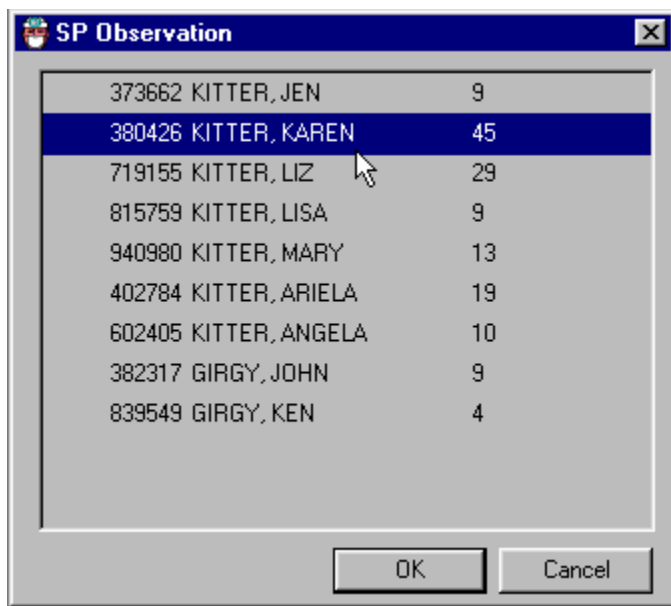 SP Observation
373662 KITTER, JEN 9
380426 KITTER, KAREN 45
719155 KITTER, LIZ 29
815759 KITTER, LISA 9
940980 KITTER, MARY 13
402784 KITTER, ARIELA 19
602405 KITTER, ANGELA 10
382317 GIRGY, JOHN 9
839549 GIRGY, KEN 4
OK Cancel